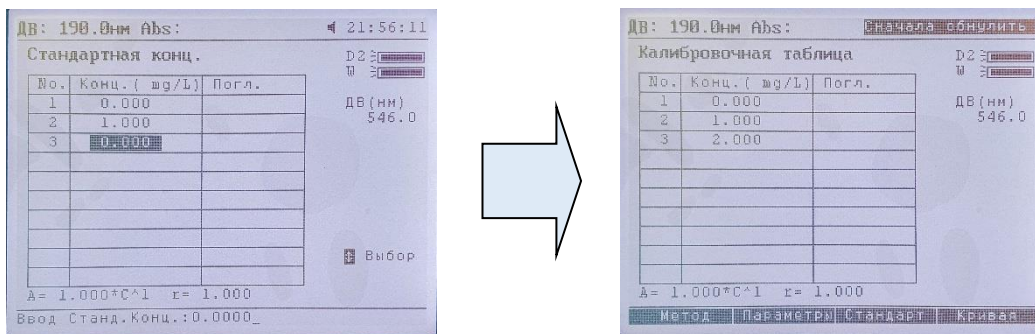 ДВ: 190.0нм Abs: 21:56:11
Стандартная конц.
D2
W
No. Конц.( mg/L) Погл.
1 0.000
2 1.000
3 0.000
ДВ(нм)
546.0
Выбор
A= 1.000*C^1 r= 1.000
Ввод Станд.Конц.:0.0000_
ДВ: 190.0нм Abs: Сначала обнулить
Калибровочная таблица
D2
W
No. Конц.( mg/L) Погл.
1 0.000
2 1.000
3 2.000
ДВ(нм)
546.0
A= 1.000*C^1 r= 1.000
Метод Параметры Стандарт Кривая